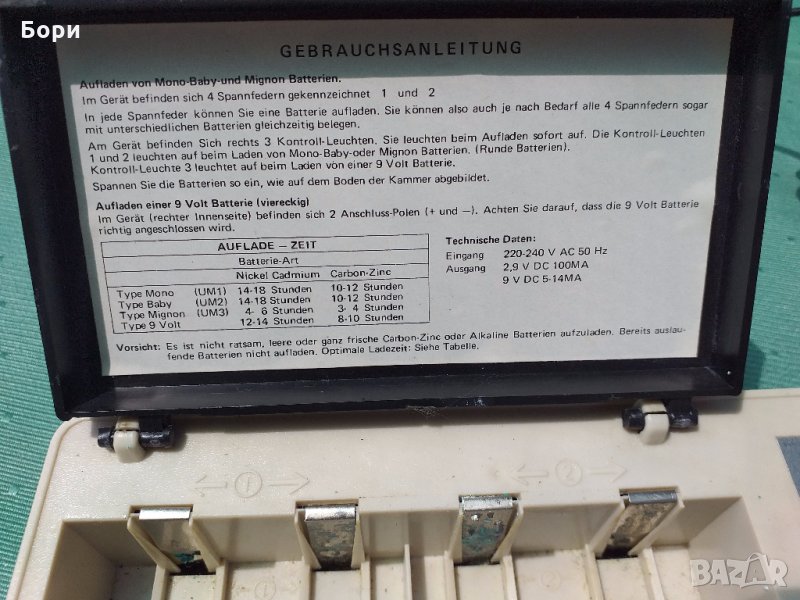 Бори
GEBRAUCHSANLEITUNG
Aufladen von Mono-Baby-und Mignon Batterien.
Im Gerät befinden sich 4 Spannfedern gekennzeichnet 1 und 2
In jede Spannfeder können Sie eine Batterie aufladen. Sie können also auch je nach Bedarf alle 4 Spannfedern sogar
mit unterschiedlichen Batterien gleichzeitig belegen.
Am Gerät befinden Sich rechts 3 Kontroll-Leuchten. Sie leuchten beim Aufladen sofort auf. Die Kontroll-Leuchten
1 und 2 leuchten auf beim Laden von Mono-Baby-oder Mignon Batterien. (Runde Batterien).
Kontroll-Leuchte 3 leuchtet auf beim Laden von einer 9 Volt Batterie.
Spannen Sie die Batterien so ein, wie auf dem Boden der Kammer abgebildet.
Aufladen einer 9 Volt Batterie (viereckig)
Im Gerät (rechter Innenseite) befinden sich 2 Anschluss-Polen (+ und —). Achten Sie darauf, dass die 9 Volt Batterie
richtig angeschlossen wird.
AUFLADE — ZEIT
Batterie-Art
Nickel Cadmium Carbon-Zinc
Type Mono (UM1) 14-18 Stunden 10-12 Stunden
Type Baby (UM2) 14-18 Stunden 10-12 Stunden
Type Mignon (UM3) 4- 6 Stunden 3- 4 Stunden
Type 9 Volt 12-14 Stunden 8-10 Stunden
Technische Daten:
Eingang 220-240 V AC 50 Hz
Ausgang 2,9 V DC 100MA
9 V DC 5-14MA
Vorsicht: Es ist nicht ratsam, leere oder ganz frische Carbon-Zinc oder Alkaline Batterien aufzuladen. Bereits auslau-
fende Batterien nicht aufladen. Optimale Ladezeit: Siehe Tabelle.
1 2
1 2
BAZAR